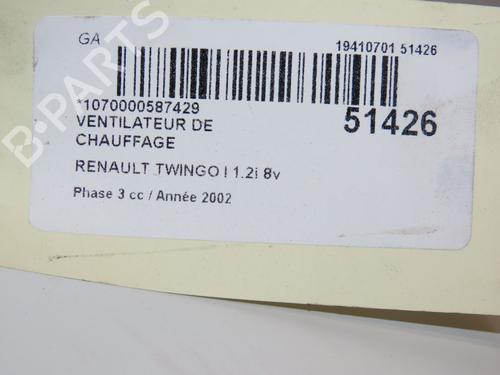 GA
19410701 51426
*1070000587429
51426
VENTILATEUR DE
CHAUFFAGE
RENAULT TWINGO I 1.2i 8v
Phase 3 cc / Année 2002
B-PARTS